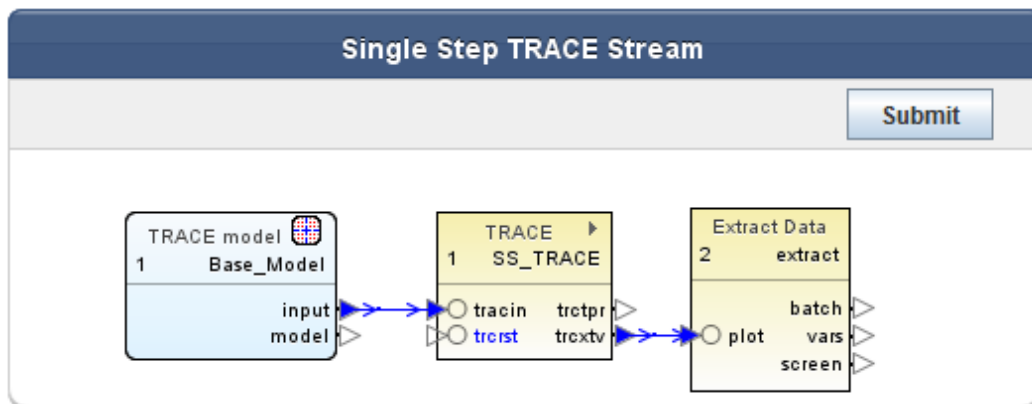 Single Step TRACE Stream
Submit
TRACE model
1 Base_Model
input
model
TRACE
1 SS_TRACE
tracin trctpr
trcrst trcxtv
Extract Data
2 extract
batch
plot vars
screen